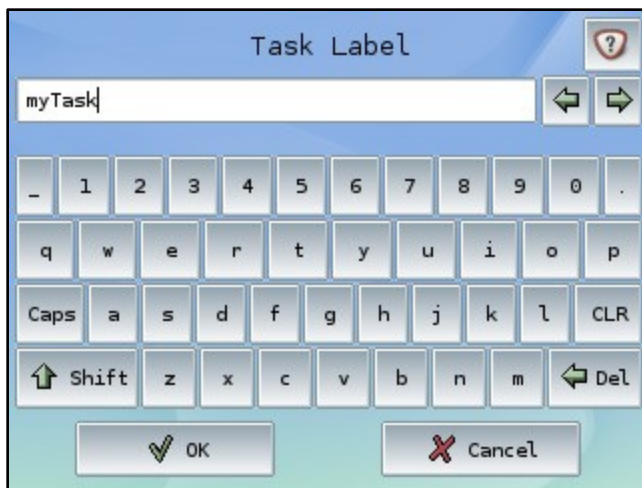 Task Label ?
myTask
_ 1 2 3 4 5 6 7 8 9 0 .
q w e r t y u i o p
Caps a s d f g h j k l CLR
Shift z x c v b n m Del
OK Cancel